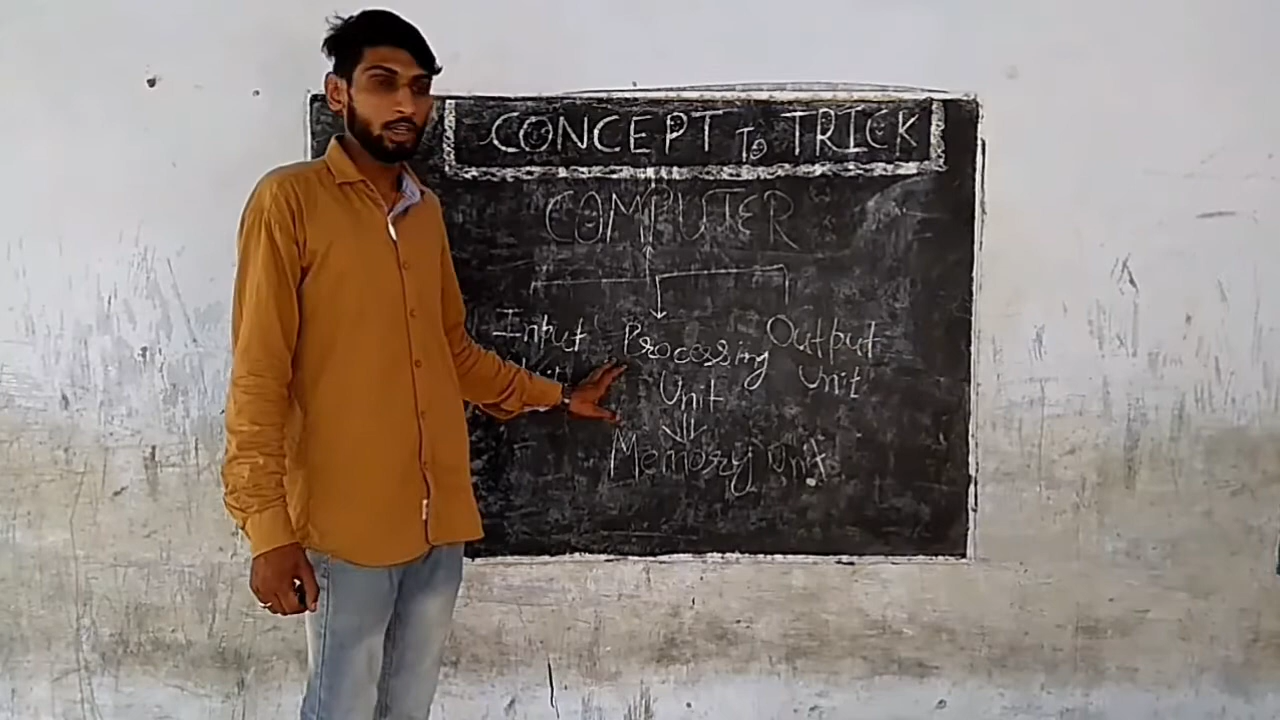 CONCEPT To TRICK
COMPUTER
Input Processing Output
Unit Unit
Memory Unit